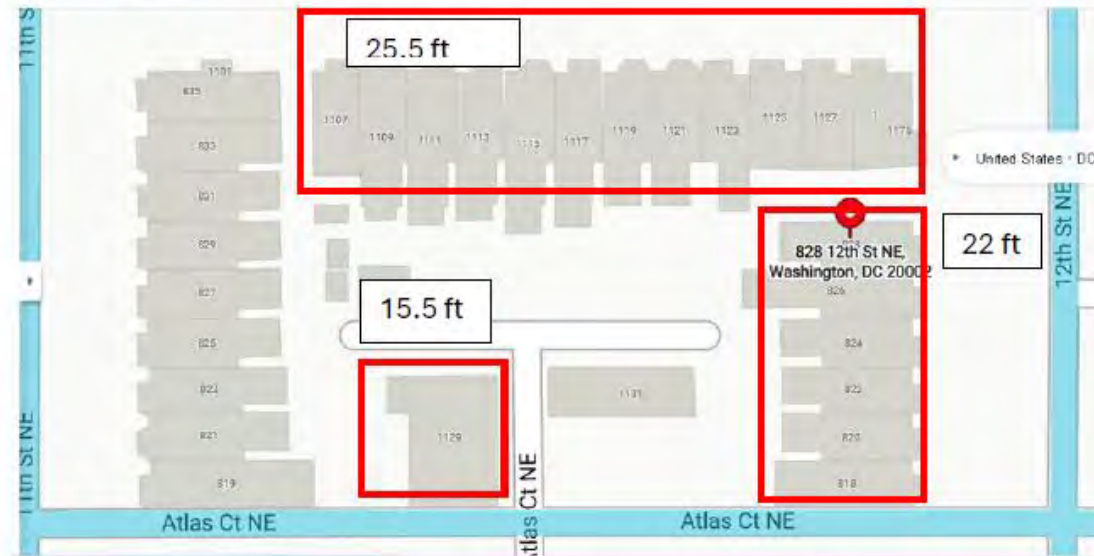 11th S
25.5 ft
1101
835
1107
1109
1111
1113
1115
1117
1119
1121
1123
1125
1127
833
United States · DC
831
829
828 12th St NE,
Washington, DC 20002
22 ft
12th St NE
827
826
15.5 ft
825
824
823
822
1131
821
1129
820
819
818
11th St NE
Atlas Ct NE
Atlas Ct NE
Atlas Ct NE